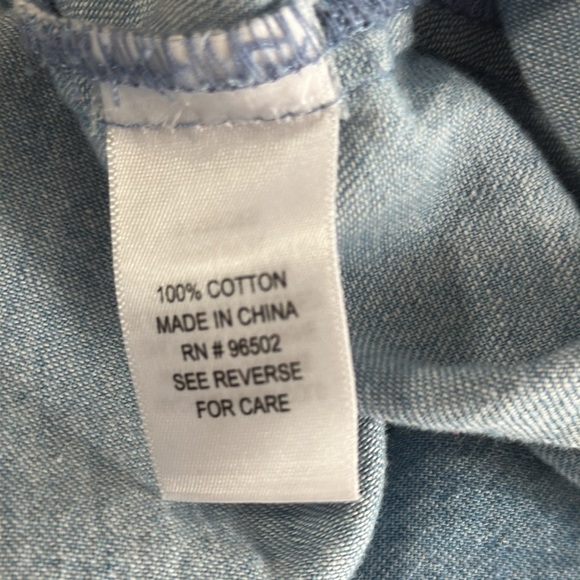 100% COTTON
MADE IN CHINA
RN # 96502
SEE REVERSE
FOR CARE